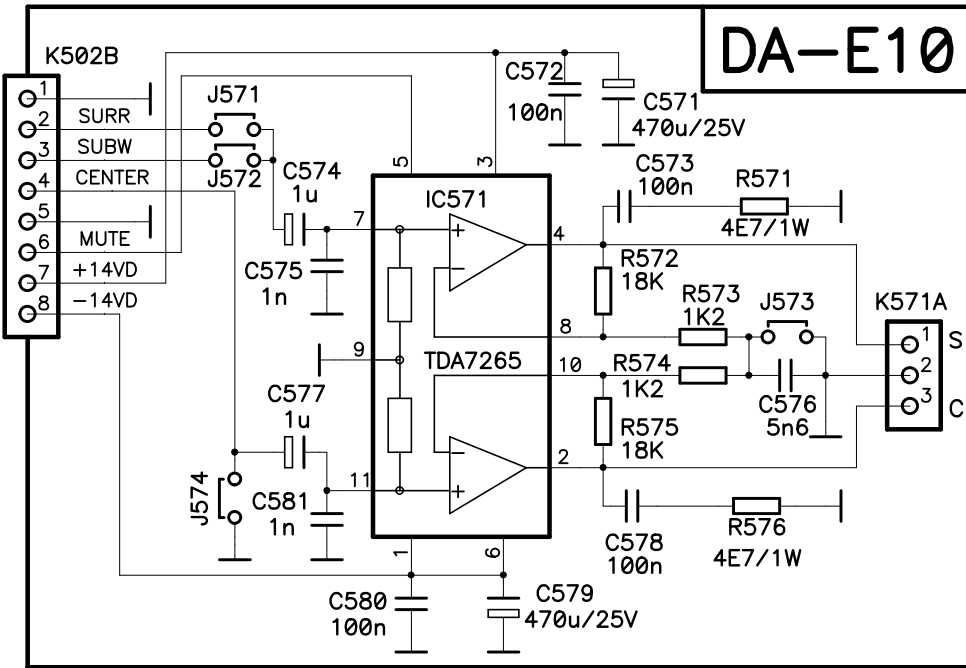 DA-E10
K502B
1
2
3
4
5
6
7
8
SURR
SUBW
CENTER
MUTE
+14VD
-14VD
J571
J572
C574
1u
C575
1n
C572
100n
C571
470u/25V
5
3
IC571
7
+
-
4
C573
100n
R571
4E7/1W
R572
18K
8
R573
1K2
J573
K571A
1
2
3
S
C
9
TDA7265
10
R574
1K2
C576
5n6
R575
18K
C577
1u
11
-
+
2
J574
C581
1n
C578
100n
R576
4E7/1W
1
6
C580
100n
C579
470u/25V